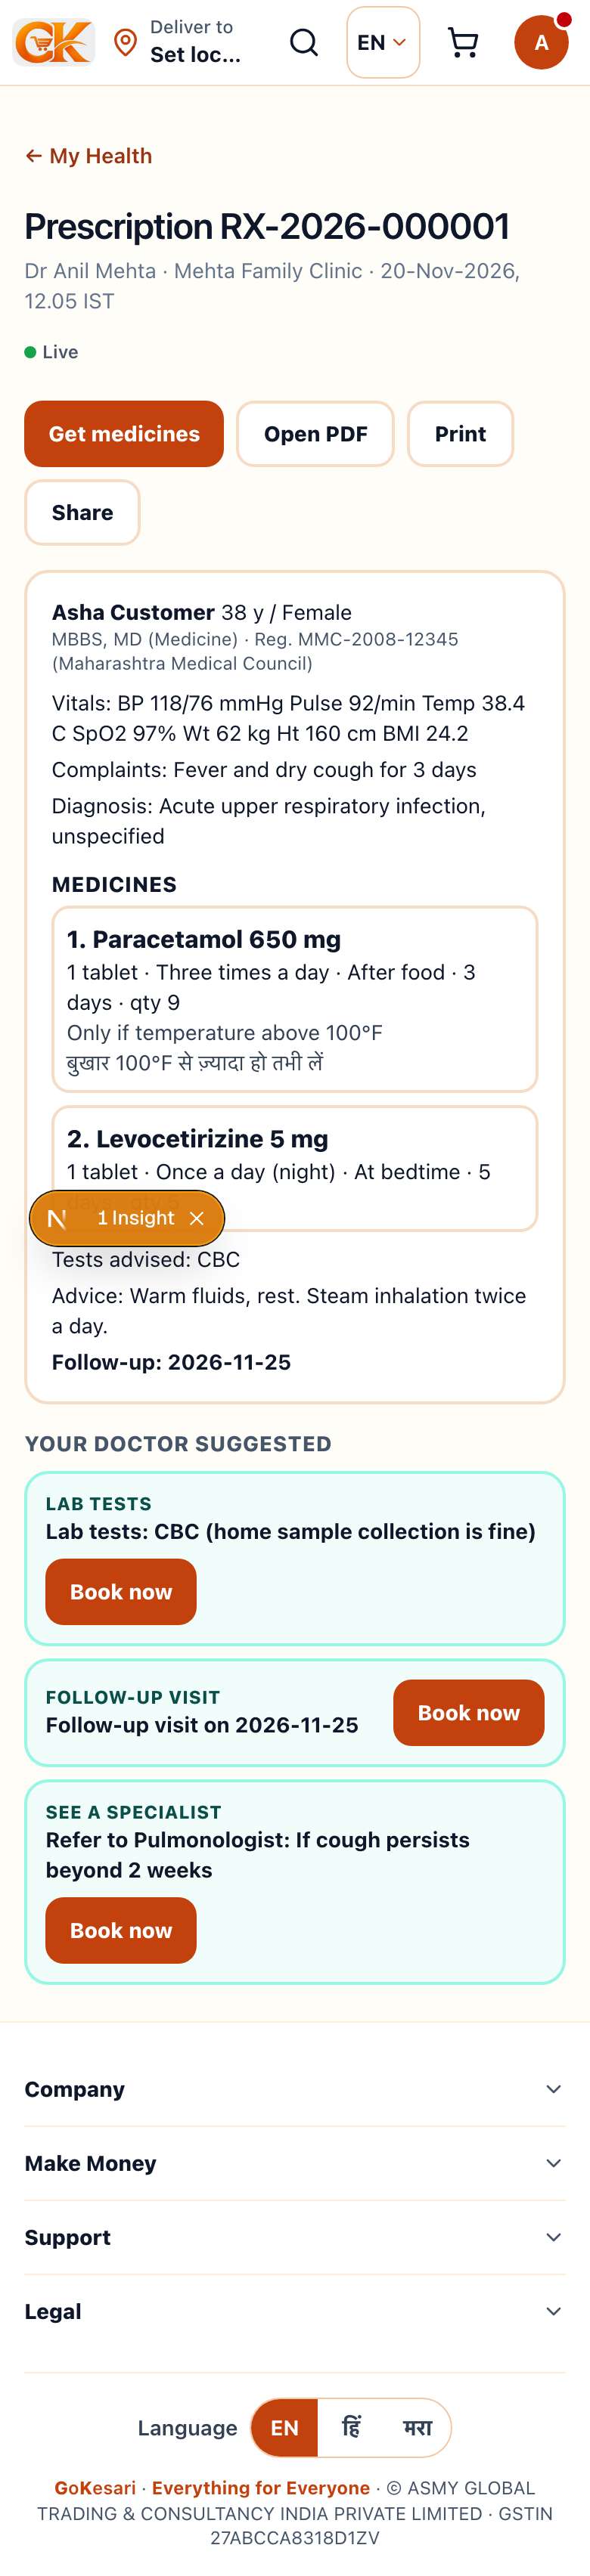 GK
Deliver to
Set loc...
EN
A
← My Health
Prescription RX-2026-000001
Dr Anil Mehta · Mehta Family Clinic · 20-Nov-2026,
12.05 IST
Live
Get medicines
Open PDF
Print
Share
Asha Customer 38 y / Female
MBBS, MD (Medicine) · Reg. MMC-2008-12345
(Maharashtra Medical Council)
Vitals: BP 118/76 mmHg Pulse 92/min Temp 38.4
C SpO2 97% Wt 62 kg Ht 160 cm BMI 24.2
Complaints: Fever and dry cough for 3 days
Diagnosis: Acute upper respiratory infection,
unspecified
MEDICINES
1. Paracetamol 650 mg
1 tablet · Three times a day · After food · 3
days · qty 9
Only if temperature above 100°F
बुखार 100°F से ज़्यादा हो तभी लें
2. Levocetirizine 5 mg
1 tablet · Once a day (night) · At bedtime · 5
days · qty 5
N 1 Insight ×
Tests advised: CBC
Advice: Warm fluids, rest. Steam inhalation twice
a day.
Follow-up: 2026-11-25
YOUR DOCTOR SUGGESTED
LAB TESTS
Lab tests: CBC (home sample collection is fine)
Book now
FOLLOW-UP VISIT
Follow-up visit on 2026-11-25
Book now
SEE A SPECIALIST
Refer to Pulmonologist: If cough persists
beyond 2 weeks
Book now
Company
Make Money
Support
Legal
Language
EN
हिं
मरा
GoKesari · Everything for Everyone · © ASMY GLOBAL
TRADING & CONSULTANCY INDIA PRIVATE LIMITED · GSTIN
27ABCCA8318D1ZV